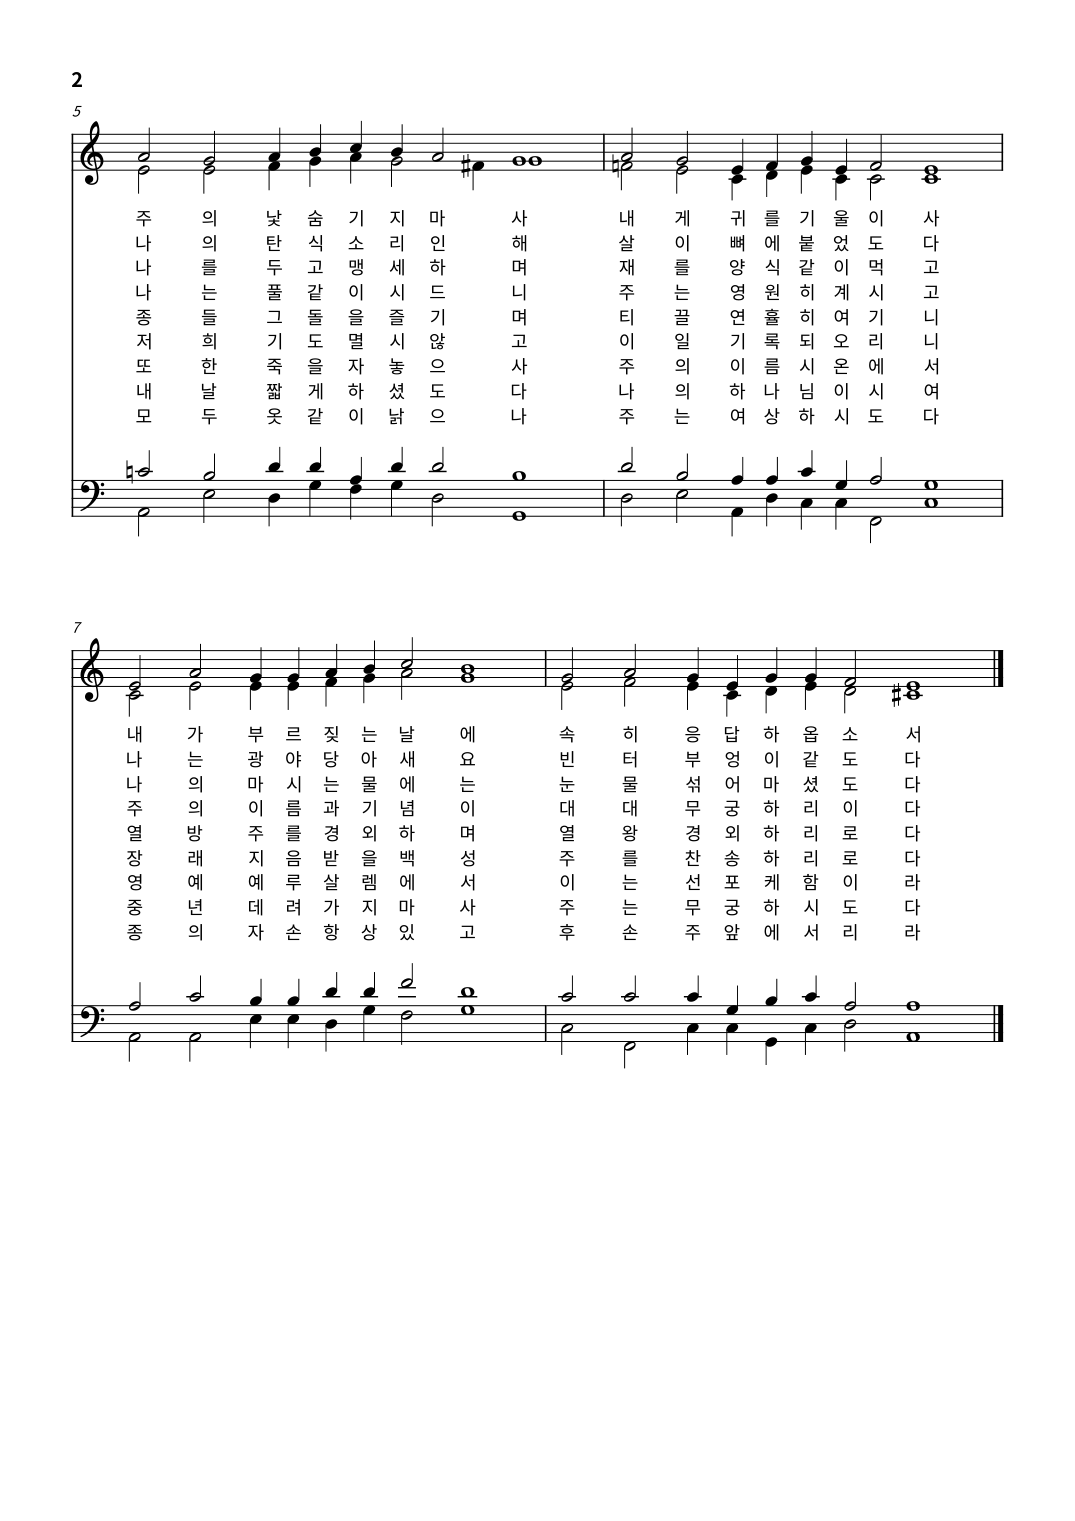 2
5
주 의 낯 숨 기 지 마 사 내 게 귀 를 기 울 이 사
나 의 탄 식 소 리 인 해 살 이 뼈 에 붙 었 도 다
나 를 두 고 맹 세 하 며 재 를 양 식 같 이 먹 고
나 는 풀 같 이 시 드 니 주 는 영 원 히 계 시 고
종 들 그 돌 을 즐 기 며 티 끌 연 휼 히 여 기 니
저 희 기 도 멸 시 않 고 이 일 기 록 되 오 리 니
또 한 죽 을 자 놓 으 사 주 의 이 름 시 온 에 서
내 날 짧 게 하 셨 도 다 나 의 하 나 님 이 시 여
모 두 옷 같 이 낡 으 나 주 는 여 상 하 시 도 다
7
내 가 부 르 짖 는 날 에 속 히 응 답 하 옵 소 서
나 는 광 야 당 아 새 요 빈 터 부 엉 이 같 도 다
나 의 마 시 는 물 에 는 눈 물 섞 어 마 셨 도 다
주 의 이 름 과 기 념 이 대 대 무 궁 하 리 이 다
열 방 주 를 경 외 하 며 열 왕 경 외 하 리 로 다
장 래 지 음 받 을 백 성 주 를 찬 송 하 리 로 다
영 예 예 루 살 렘 에 서 이 는 선 포 케 함 이 라
중 년 데 려 가 지 마 사 주 는 무 궁 하 시 도 다
종 의 자 손 항 상 있 고 후 손 주 앞 에 서 리 라